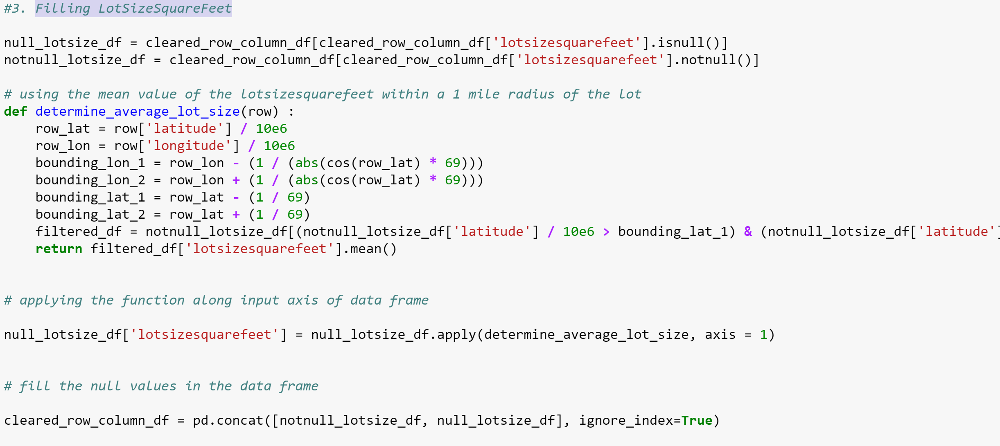 #3. Filling LotSizeSquareFeet
null_lotsize_df = cleared_row_column_df[cleared_row_column_df['lotsizesquarefeet'].isnull()]
notnull_lotsize_df = cleared_row_column_df[cleared_row_column_df['lotsizesquarefeet'].notnull()]
# using the mean value of the lotsizesquarefeet within a 1 mile radius of the lot
def determine_average_lot_size(row) :
    row_lat = row['latitude'] / 10e6
    row_lon = row['longitude'] / 10e6
    bounding_lon_1 = row_lon - (1 / (abs(cos(row_lat) * 69)))
    bounding_lon_2 = row_lon + (1 / (abs(cos(row_lat) * 69)))
    bounding_lat_1 = row_lat - (1 / 69)
    bounding_lat_2 = row_lat + (1 / 69)
    filtered_df = notnull_lotsize_df[(notnull_lotsize_df['latitude'] / 10e6 > bounding_lat_1) & (notnull_lotsize_df['latitude']
    return filtered_df['lotsizesquarefeet'].mean()
# applying the function along input axis of data frame
null_lotsize_df['lotsizesquarefeet'] = null_lotsize_df.apply(determine_average_lot_size, axis = 1)
# fill the null values in the data frame
cleared_row_column_df = pd.concat([notnull_lotsize_df, null_lotsize_df], ignore_index=True)